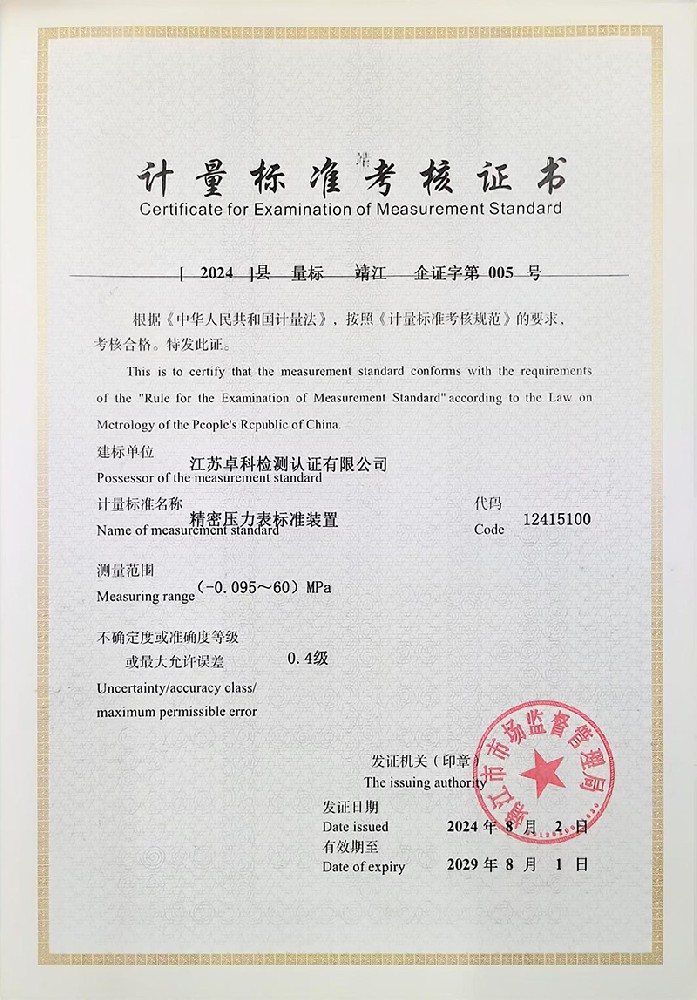 靖
计量标准考核证书
Certificate for Examination of Measurement Standard
[ 2024 ]县 量标 靖江 企证字第 005 号
根据《中华人民共和国计量法》，按照《计量标准考核规范》的要求，
考核合格。特发此证。
This is to certify that the measurement standard conforms with the requirements
of the "Rule for the Examination of Measurement Standard" according to the Law on
Metrology of the People's Republic of China.
建标单位
江苏卓科检测认证有限公司
Possessor of the measurement standard
计量标准名称
精密压力表标准装置
Name of measurement standard
代码
Code
12415100
测量范围
Measuring range
（-0.095～60）MPa
不确定度或准确度等级
或最大允许误差
0.4级
Uncertainty/accuracy class/
maximum permissible error
发证机关（印章）
The issuing authority
靖江市市场监督管理局
发证日期
Date issued
2024 年 8 月 2 日
有效期至
Date of expiry
2029 年 8 月 1 日